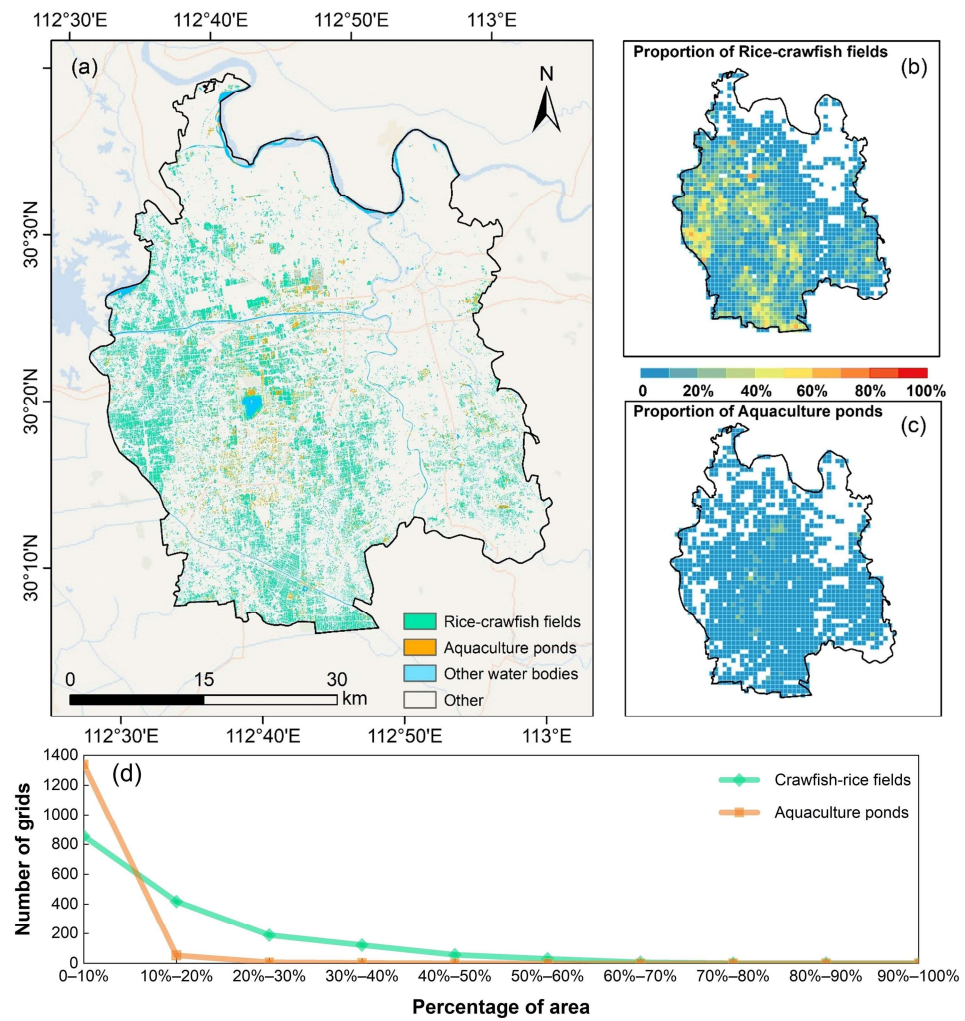 112°30'E 112°40'E 112°50'E 113°E
(a)
N
30°30'N
30°20'N
30°10'N
Rice-crawfish fields
Aquaculture ponds
Other water bodies
Other
0 15 30
km
112°30'E 112°40'E 112°50'E 113°E
Proportion of Rice-crawfish fields
(b)
0 20% 40% 60% 80% 100%
Proportion of Aquaculture ponds
(c)
(d)
Number of grids
1400
1200
1000
800
600
400
200
0
Crawfish-rice fields
Aquaculture ponds
0–10% 10%–20% 20%–30% 30%–40% 40%–50% 50%–60% 60%–70% 70%–80% 80%–90% 90%–100%
Percentage of area